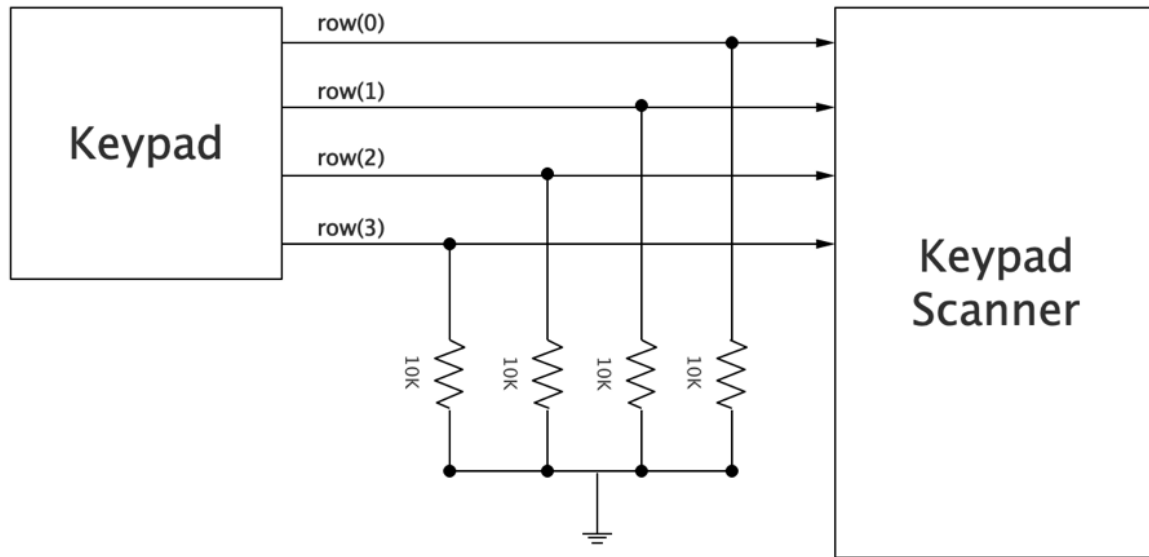 row(0)
row(1)
Keypad
row(2)
row(3)
Keypad
Scanner
10K
10K
10K
10K